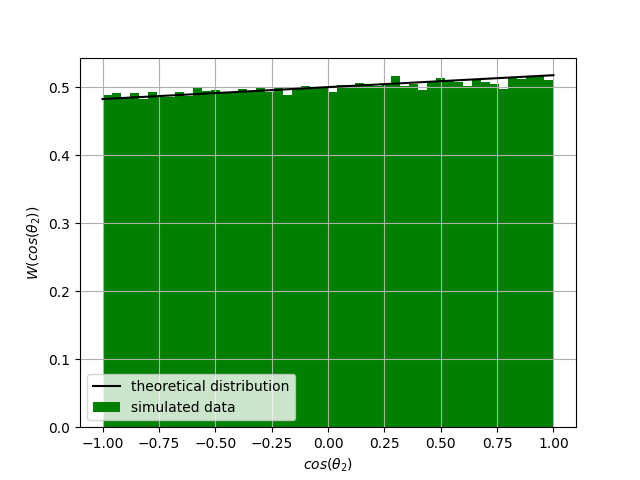 W(cos(θ₂))
0.5
0.4
0.3
0.2
0.1
0.0
theoretical distribution
simulated data
−1.00 −0.75 −0.50 −0.25 0.00 0.25 0.50 0.75 1.00
cos(θ₂)